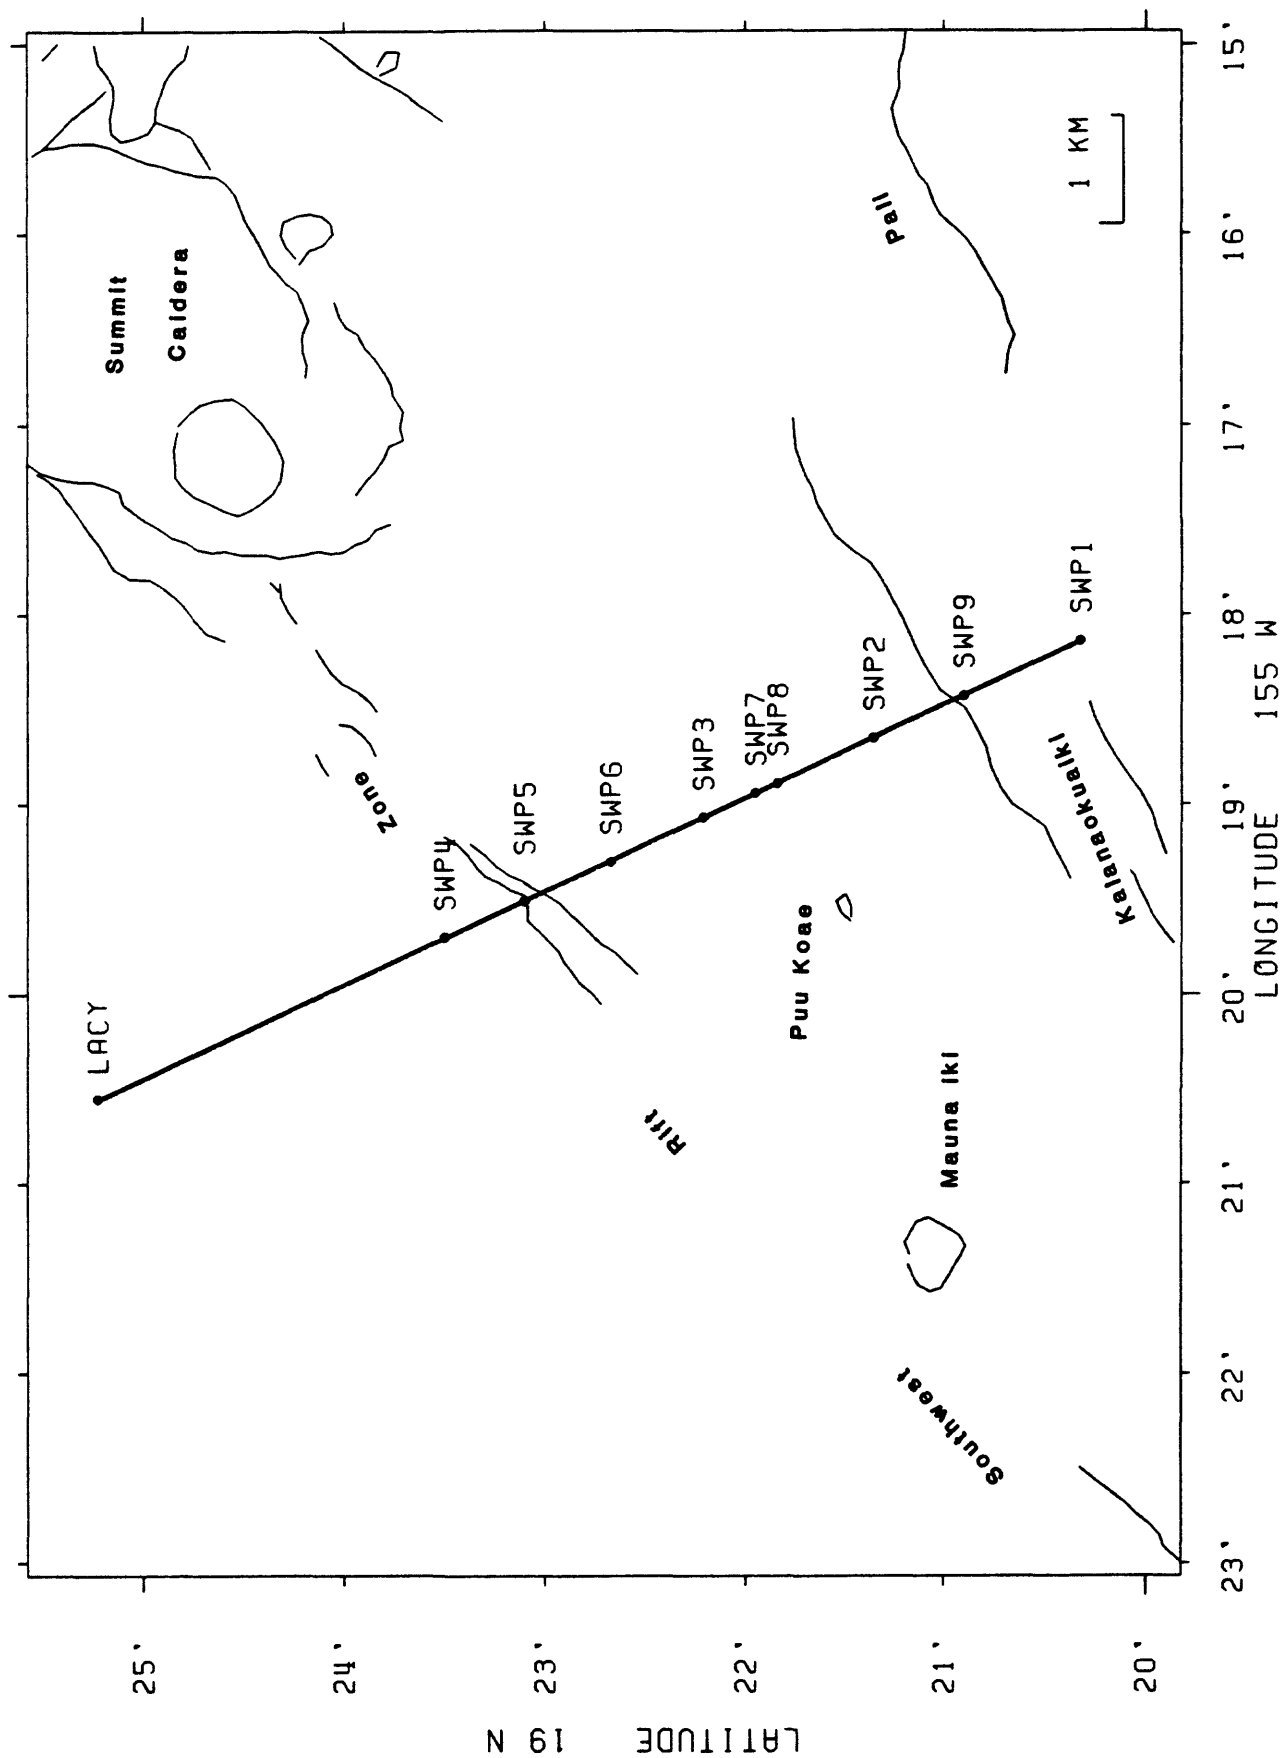 Summit
Caldera
LACY
Zone
SWP4
SWP5
SWP6
SWP3
SWP7
SWP8
SWP2
SWP9
SWP1
Pali
1 KM
Rift
Puu Koae
Mauna Iki
Kalanaokuaiki
Southwest
25'
24'
23'
22'
21'
20'
LATITUDE 19 N
23'
22'
21'
20'
19'
18'
17'
16'
15'
LONGITUDE 155 W